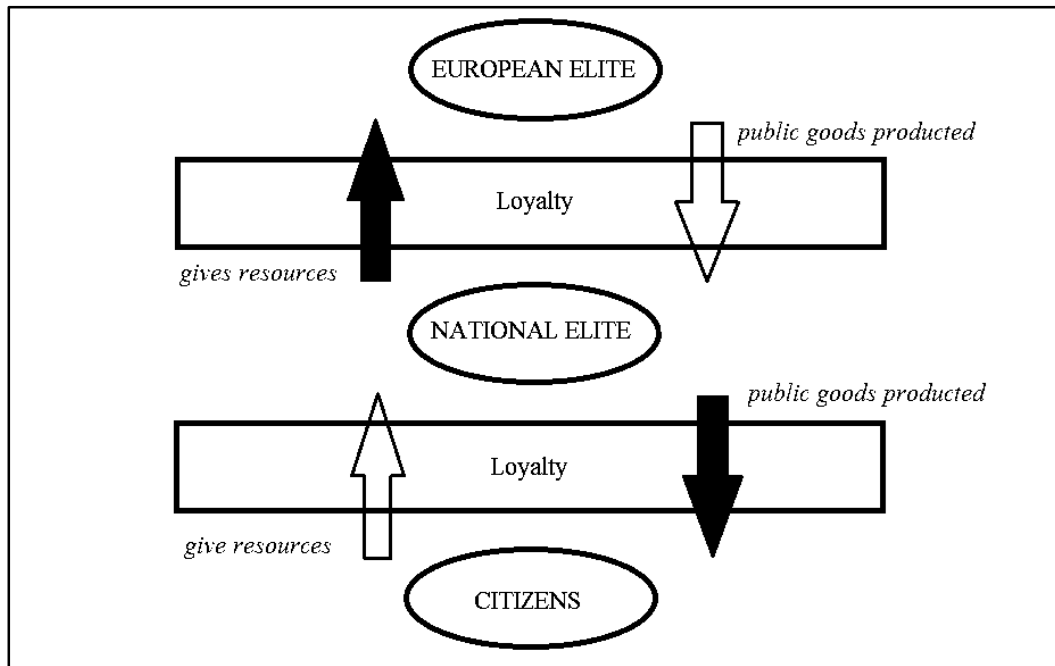 EUROPEAN ELITE
public goods producted
Loyalty
gives resources
NATIONAL ELITE
public goods producted
Loyalty
give resources
CITIZENS